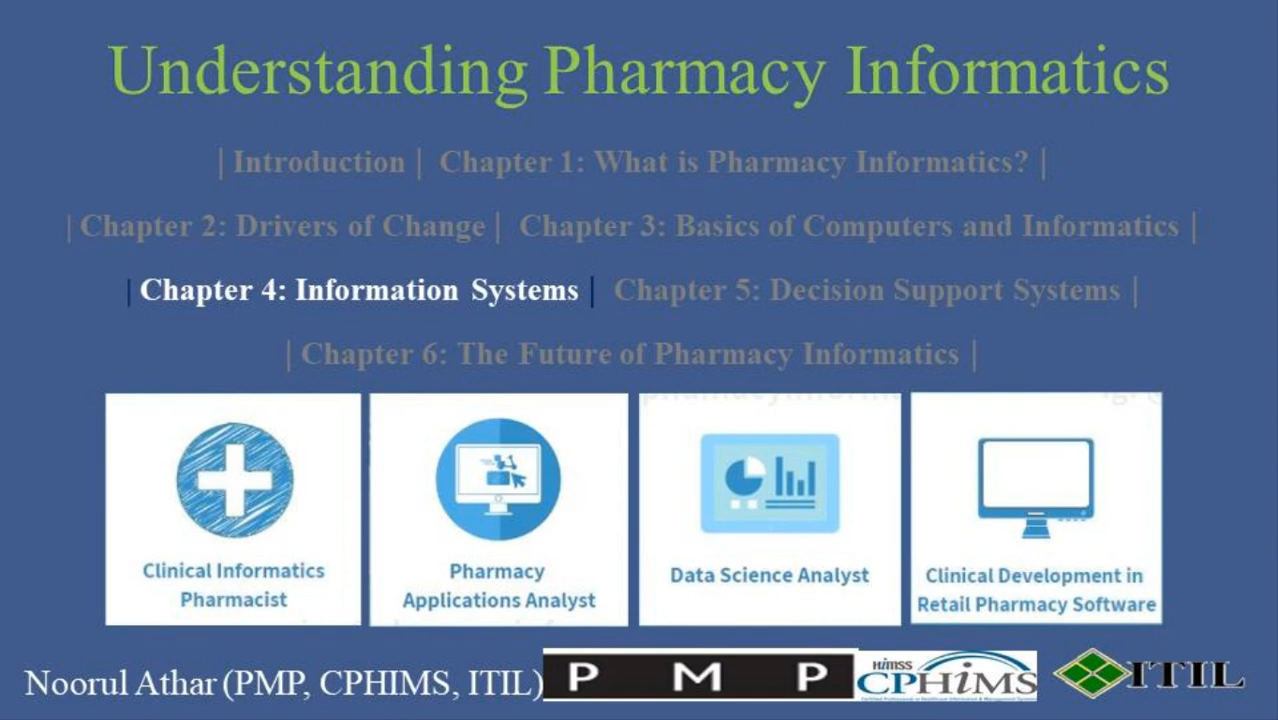 Understanding Pharmacy Informatics
| Introduction | Chapter 1: What is Pharmacy Informatics? |
| Chapter 2: Drivers of Change | Chapter 3: Basics of Computers and Informatics |
| Chapter 4: Information Systems | Chapter 5: Decision Support Systems |
| Chapter 6: The Future of Pharmacy Informatics |
Clinical Informatics
Pharmacist
Pharmacy
Applications Analyst
Data Science Analyst
Clinical Development in
Retail Pharmacy Software
Noorul Athar (PMP, CPHIMS, ITIL)
P M P
HiMSS
CPHiMS
ITIL